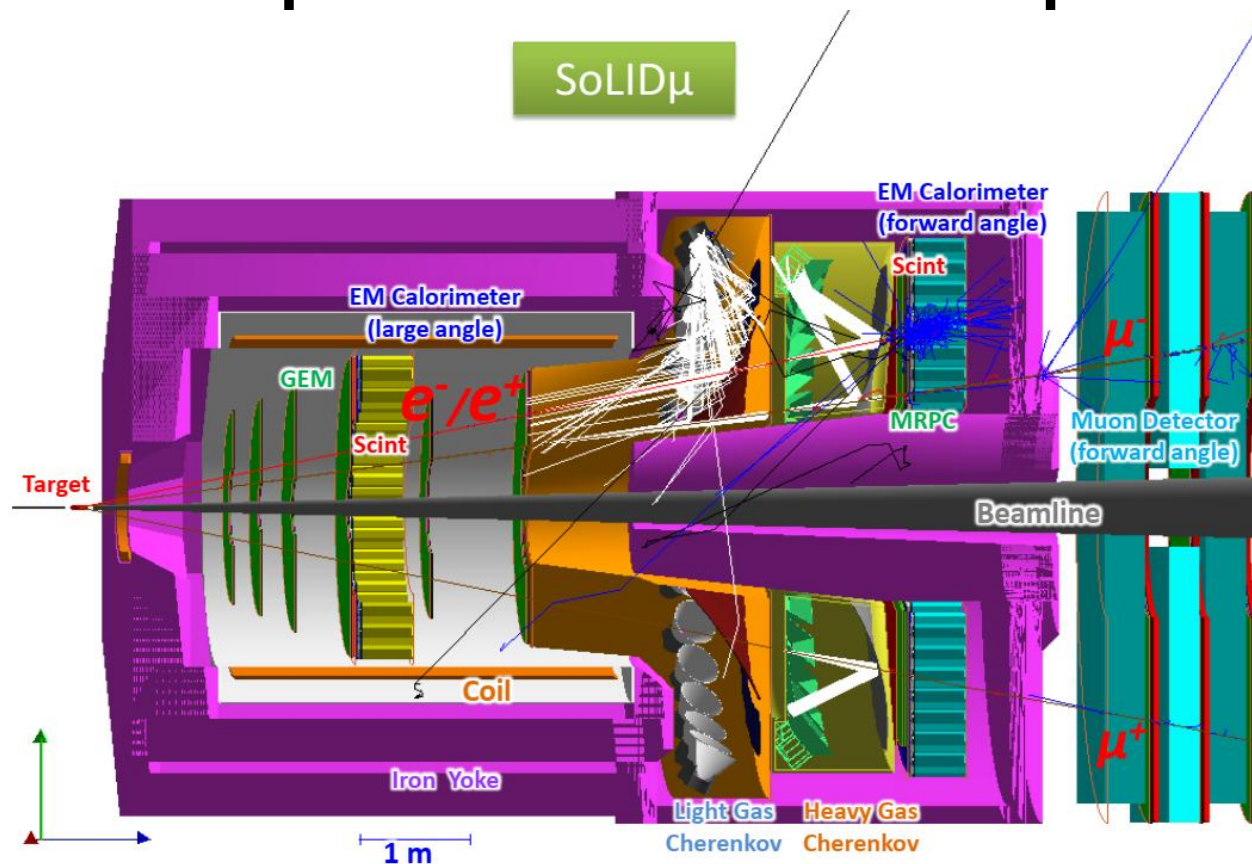 SoLIDμ
EM Calorimeter
(forward angle)
Scint
EM Calorimeter
(large angle)
GEM
e⁻/e⁺
Scint
μ⁻
MRPC
Muon Detector
(forward angle)
Target
Beamline
Coil
μ⁺
Iron Yoke
Light Gas
Cherenkov
Heavy Gas
Cherenkov
1 m